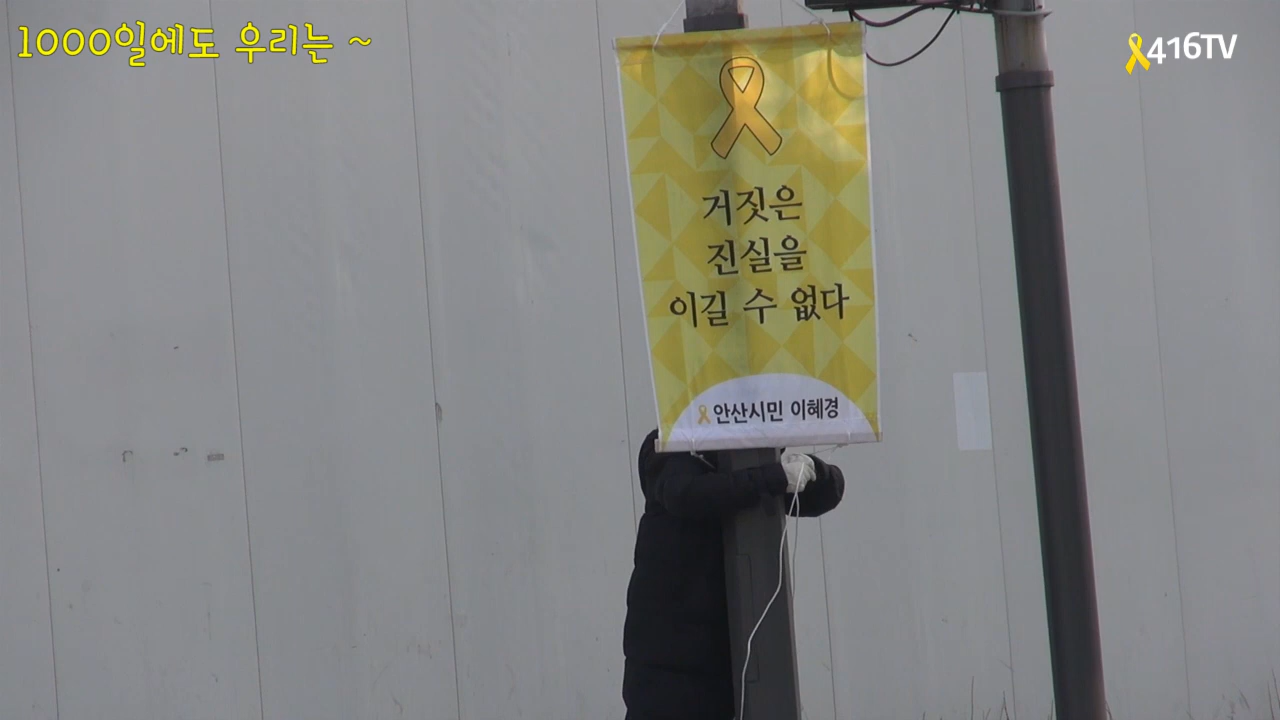 1000일에도 우리는 ~
416TV
거짓은
진실을
이길 수 없다
안산시민 이혜경